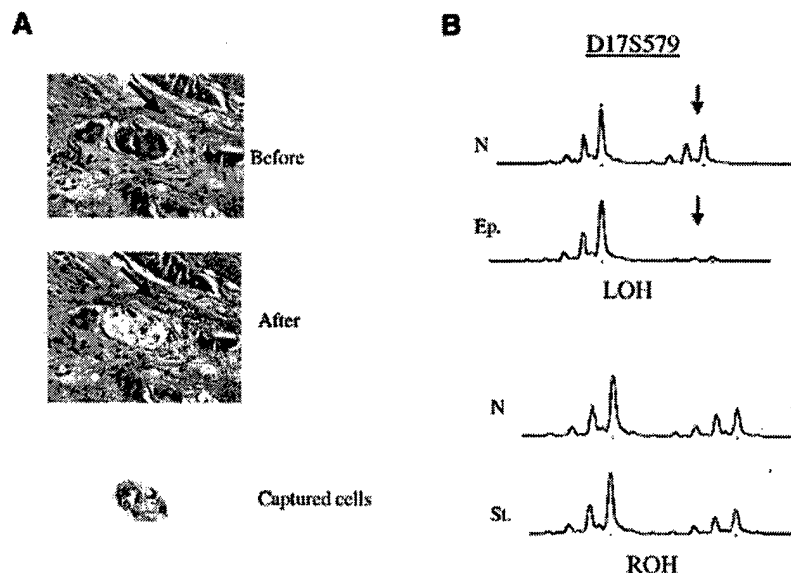 A
Before
After
Captured cells
B
D17S579
N
Ep.
LOH
N
St.
ROH